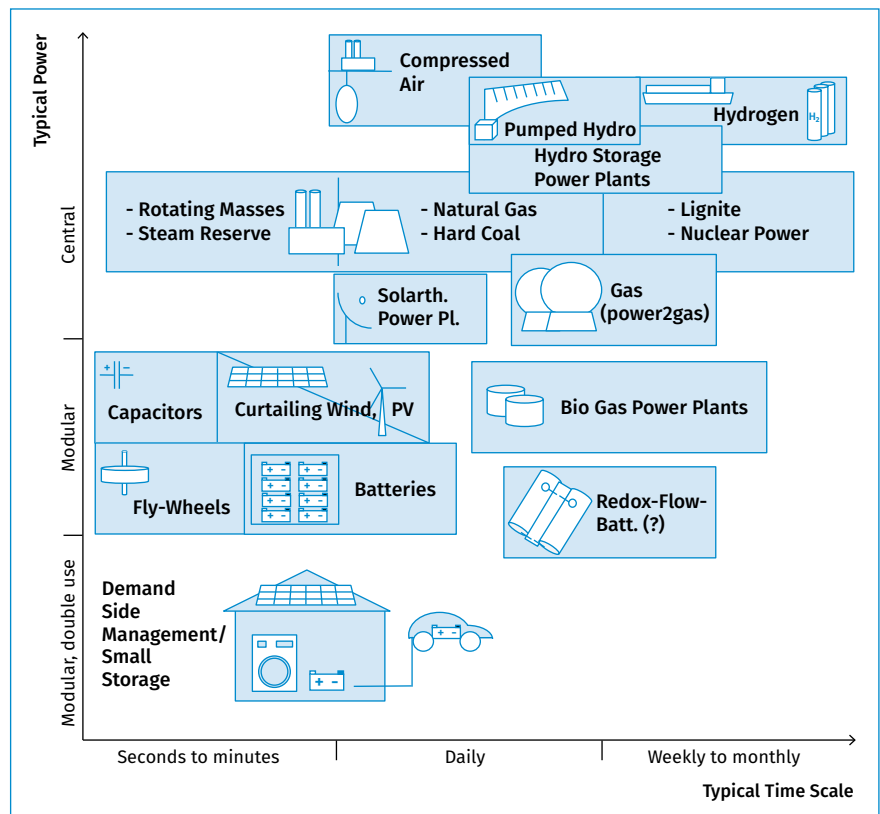 Typical Power
Compressed
Air
Pumped Hydro
Hydrogen
H₂
Hydro Storage
Power Plants
Central
- Rotating Masses
- Steam Reserve
- Natural Gas
- Hard Coal
- Lignite
- Nuclear Power
Solarth.
Power Pl.
Gas
(power2gas)
Modular
+ −
Capacitors
Curtailing Wind, PV
Bio Gas Power Plants
Fly-Wheels
+ − + −
+ − + −
+ − + −
+ − + −
Batteries
Redox-Flow-
Batt. (?)
Modular, double use
Demand
Side
Management/
Small
Storage
+ −
+ −
Seconds to minutes
Daily
Weekly to monthly
Typical Time Scale